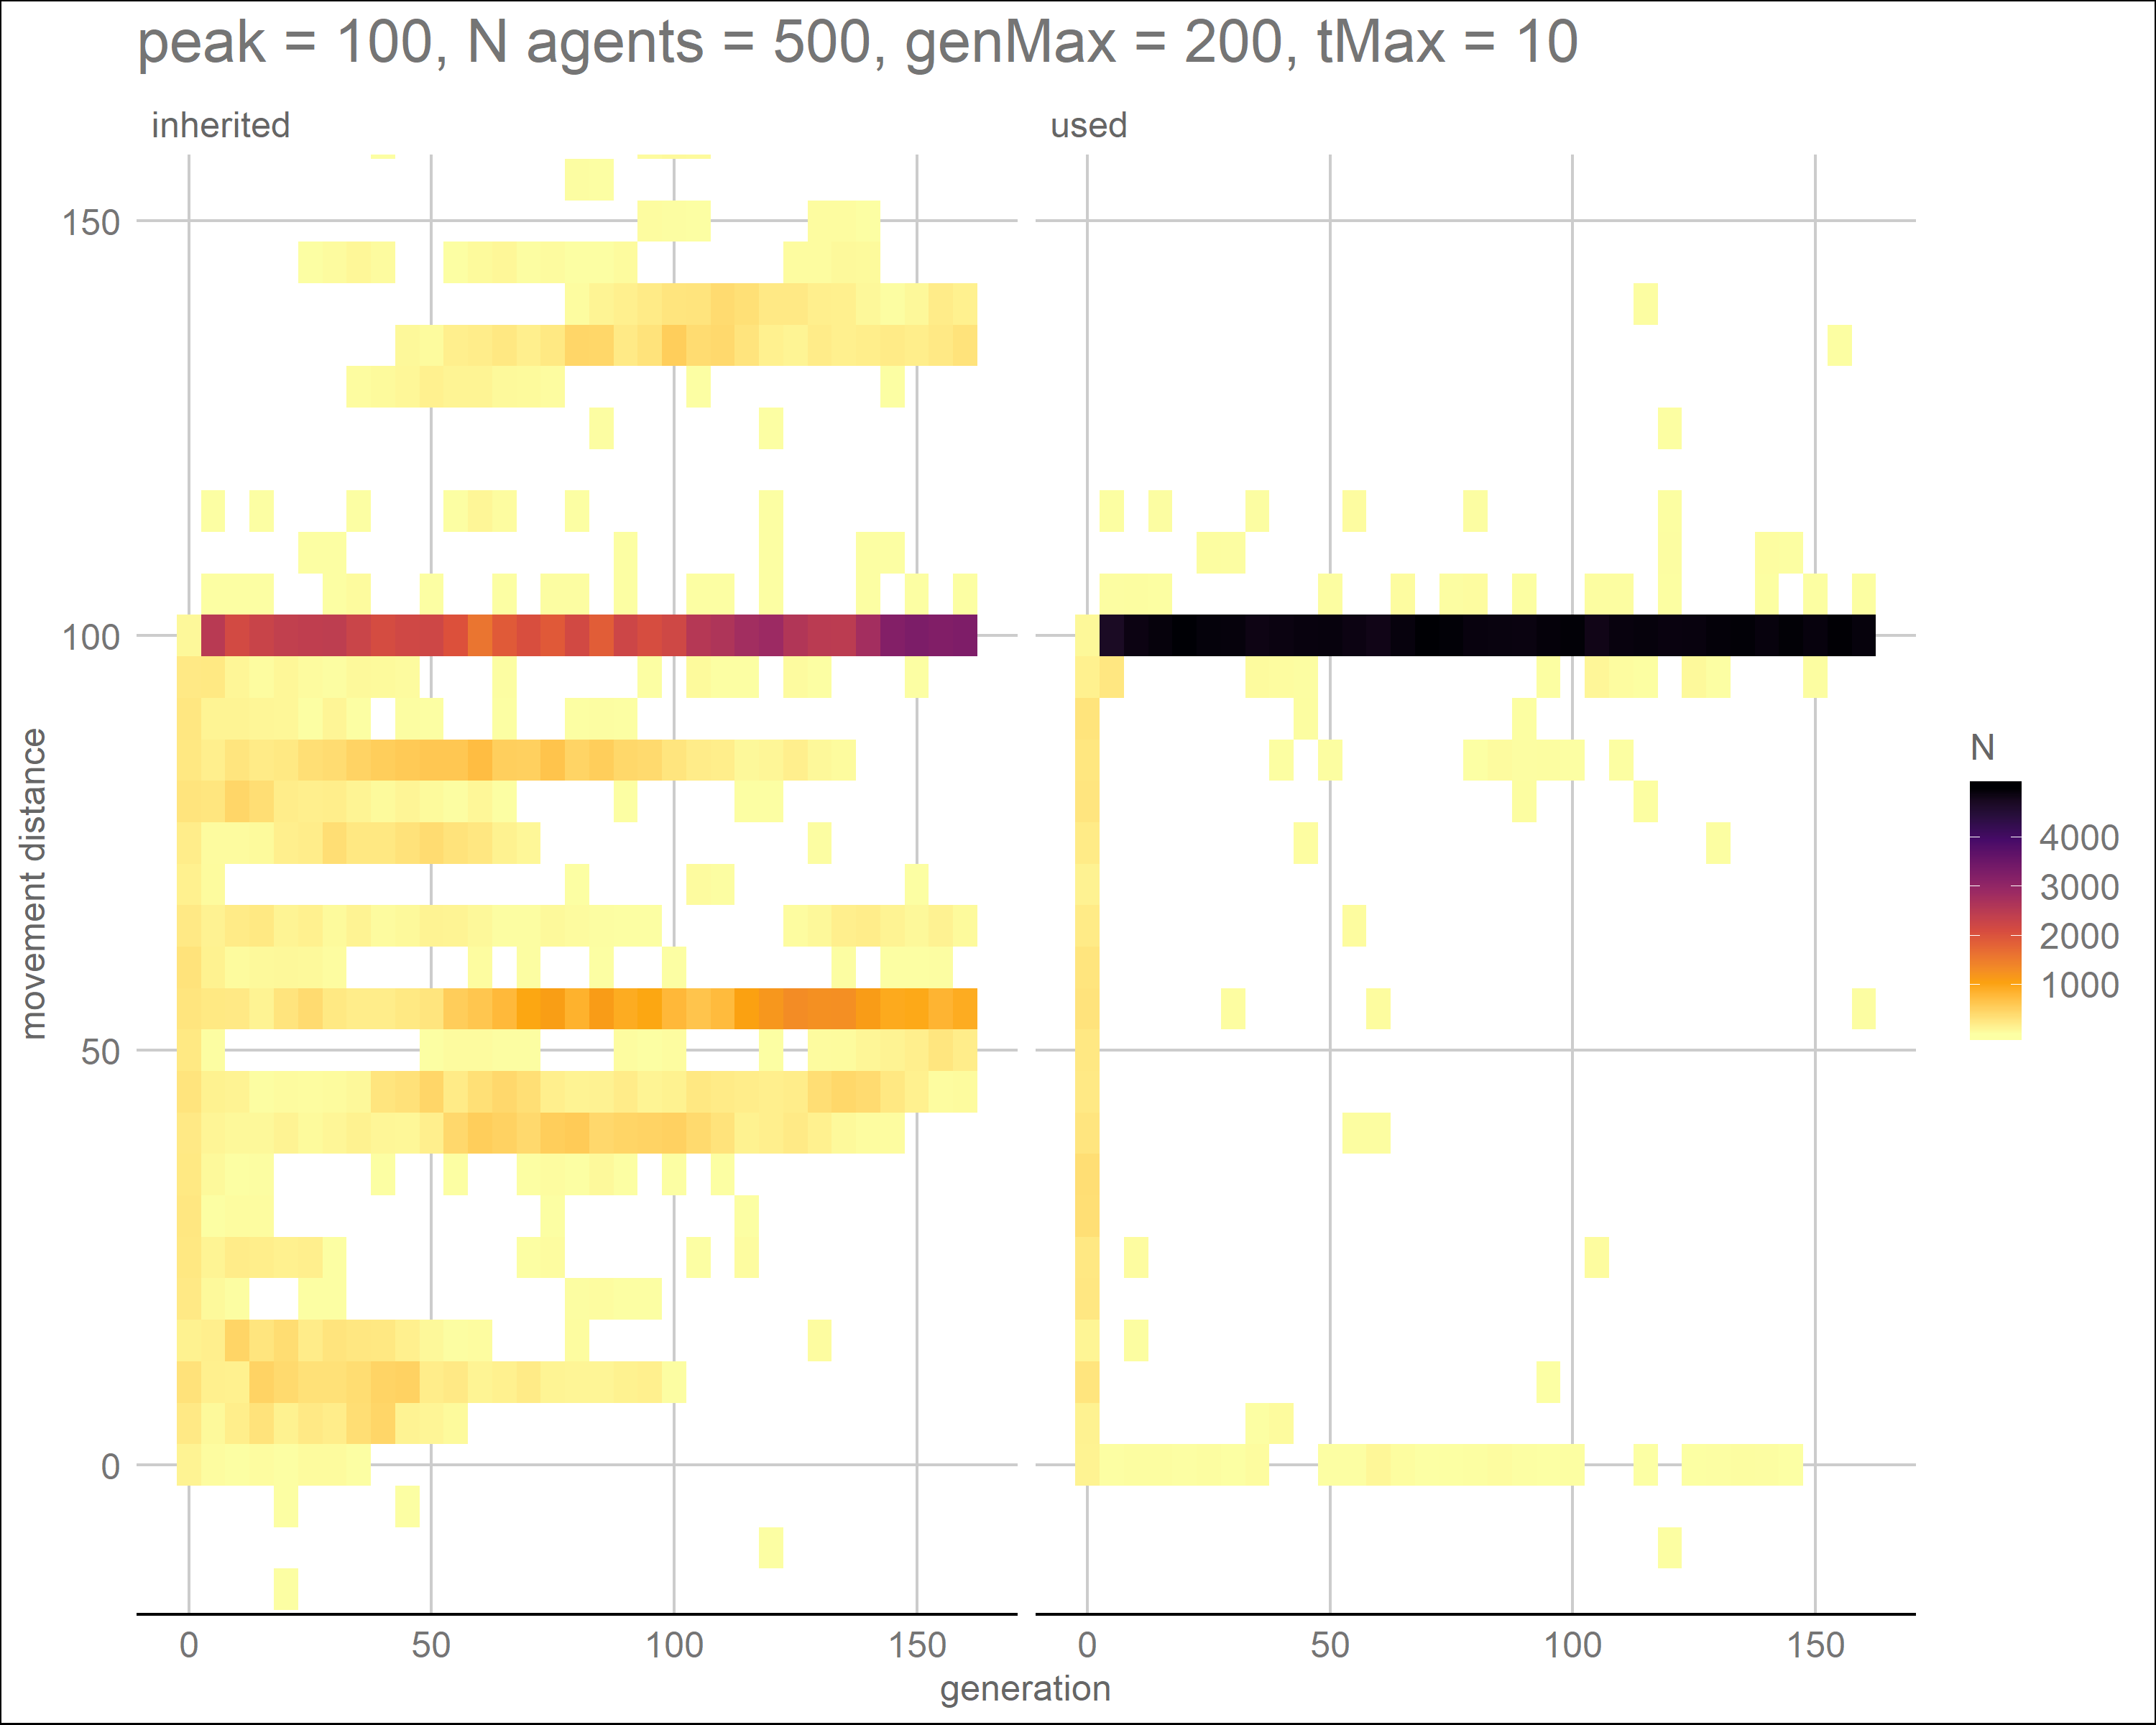 peak = 100, N agents = 500, genMax = 200, tMax = 10
inherited used
150
100
50
0
movement distance
0 50 100 150 0 50 100 150
generation
N
4000
3000
2000
1000